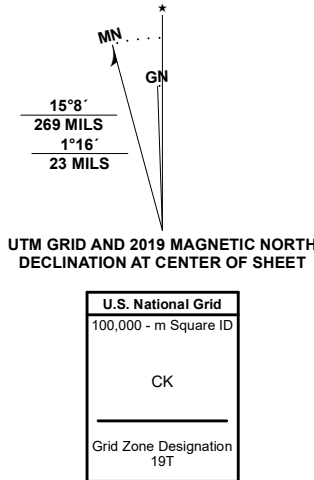 ★
MN
GN
15°8´
269 MILS
1°16´
23 MILS
UTM GRID AND 2019 MAGNETIC NORTH
DECLINATION AT CENTER OF SHEET
U.S. National Grid
100,000 - m Square ID
CK
Grid Zone Designation
19T